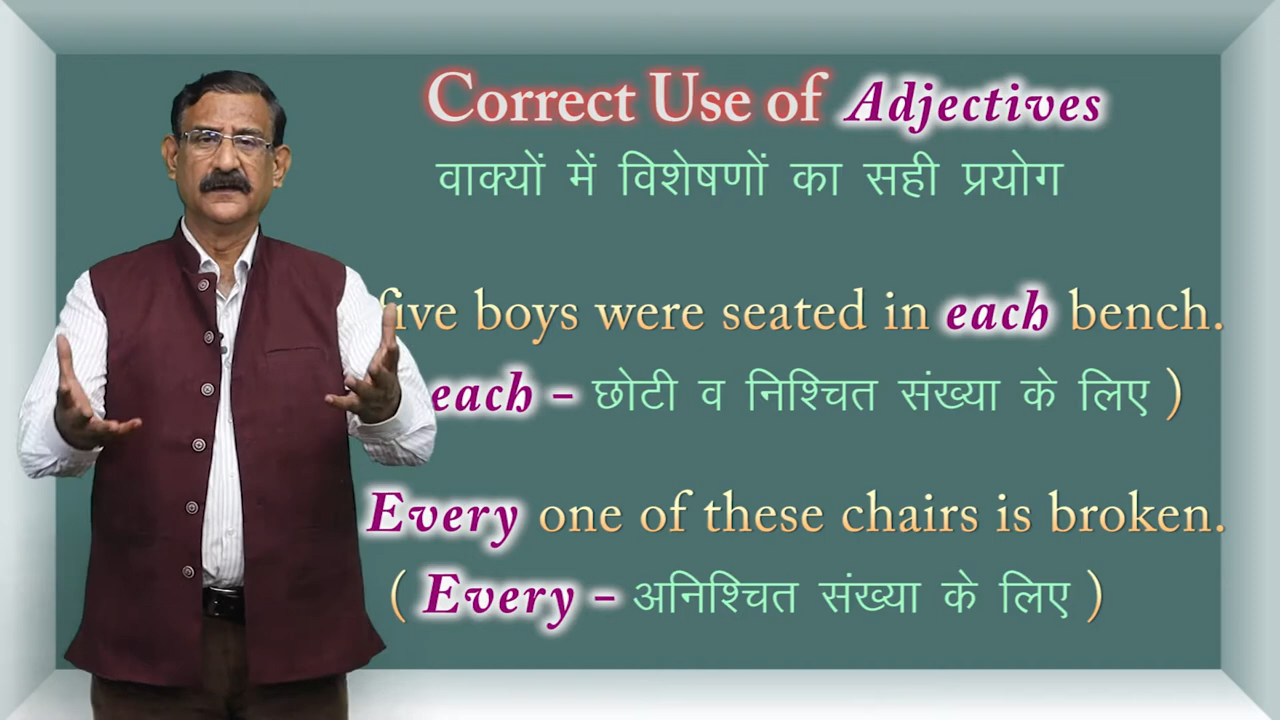 Correct Use of Adjectives
वाक्यों में विशेषणों का सही प्रयोग
five boys were seated in each bench.
each – छोटी व निश्चित संख्या के लिए )
Every one of these chairs is broken.
( Every – अनिश्चित संख्या के लिए )